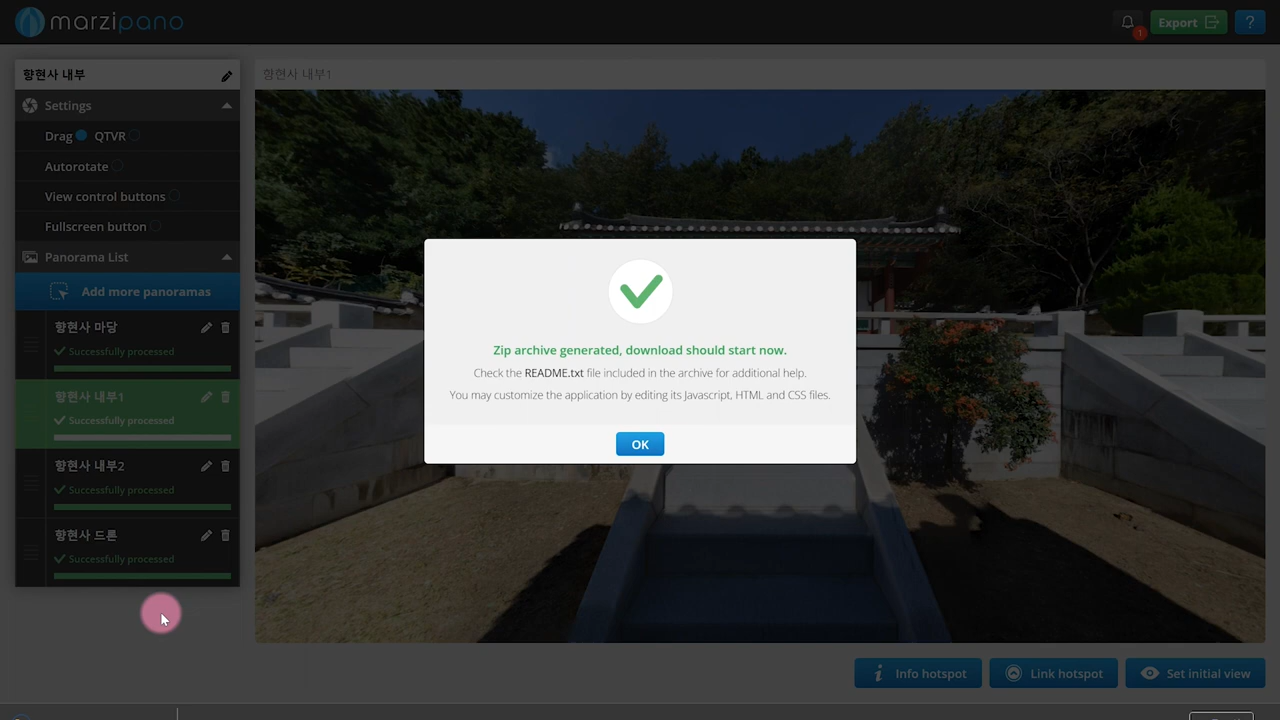 marzipano
1
Export
?
향현사 내부
향현사 내부1
Settings
Drag QTVR
Autorotate
View control buttons
Fullscreen button
Panorama List
Add more panoramas
향현사 마당
Successfully processed
향현사 내부1
Successfully processed
향현사 내부2
Successfully processed
향현사 드론
Successfully processed
Zip archive generated, download should start now.
Check the README.txt file included in the archive for additional help.
You may customize the application by editing its Javascript, HTML and CSS files.
OK
Info hotspot
Link hotspot
Set initial view